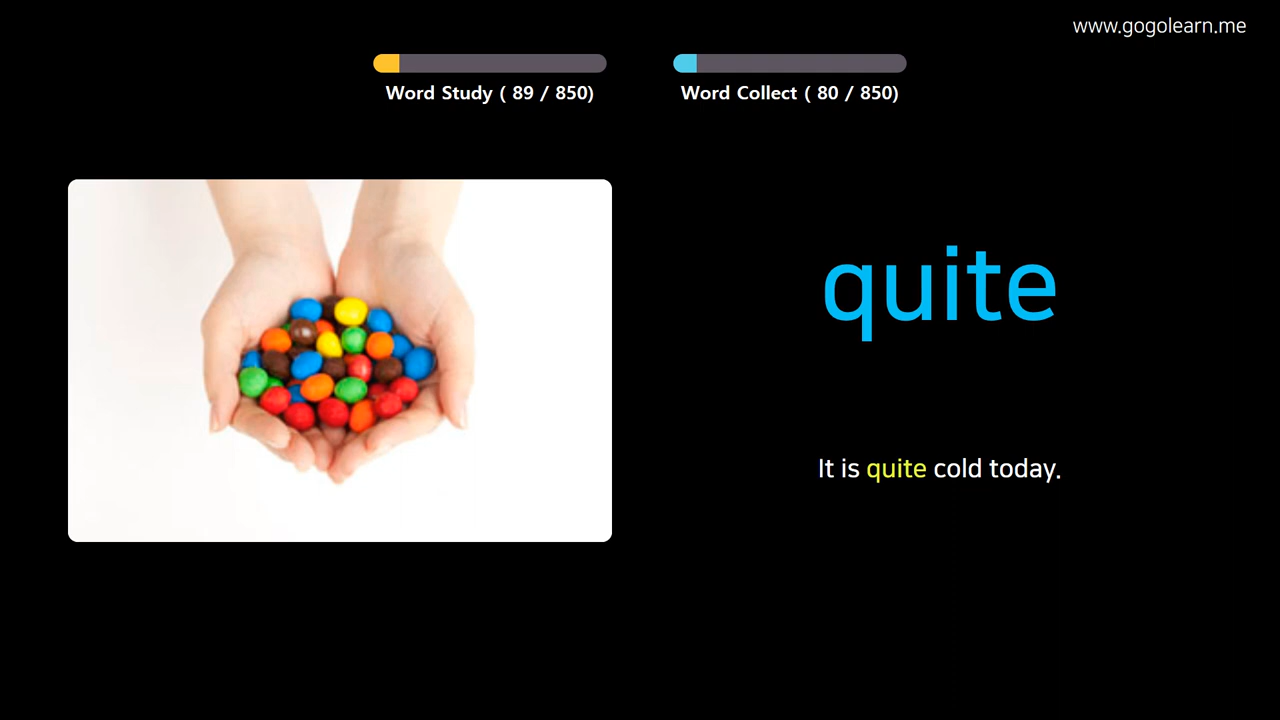 www.gogolearn.me
Word Study ( 89 / 850)
Word Collect ( 80 / 850)
quite
It is quite cold today.